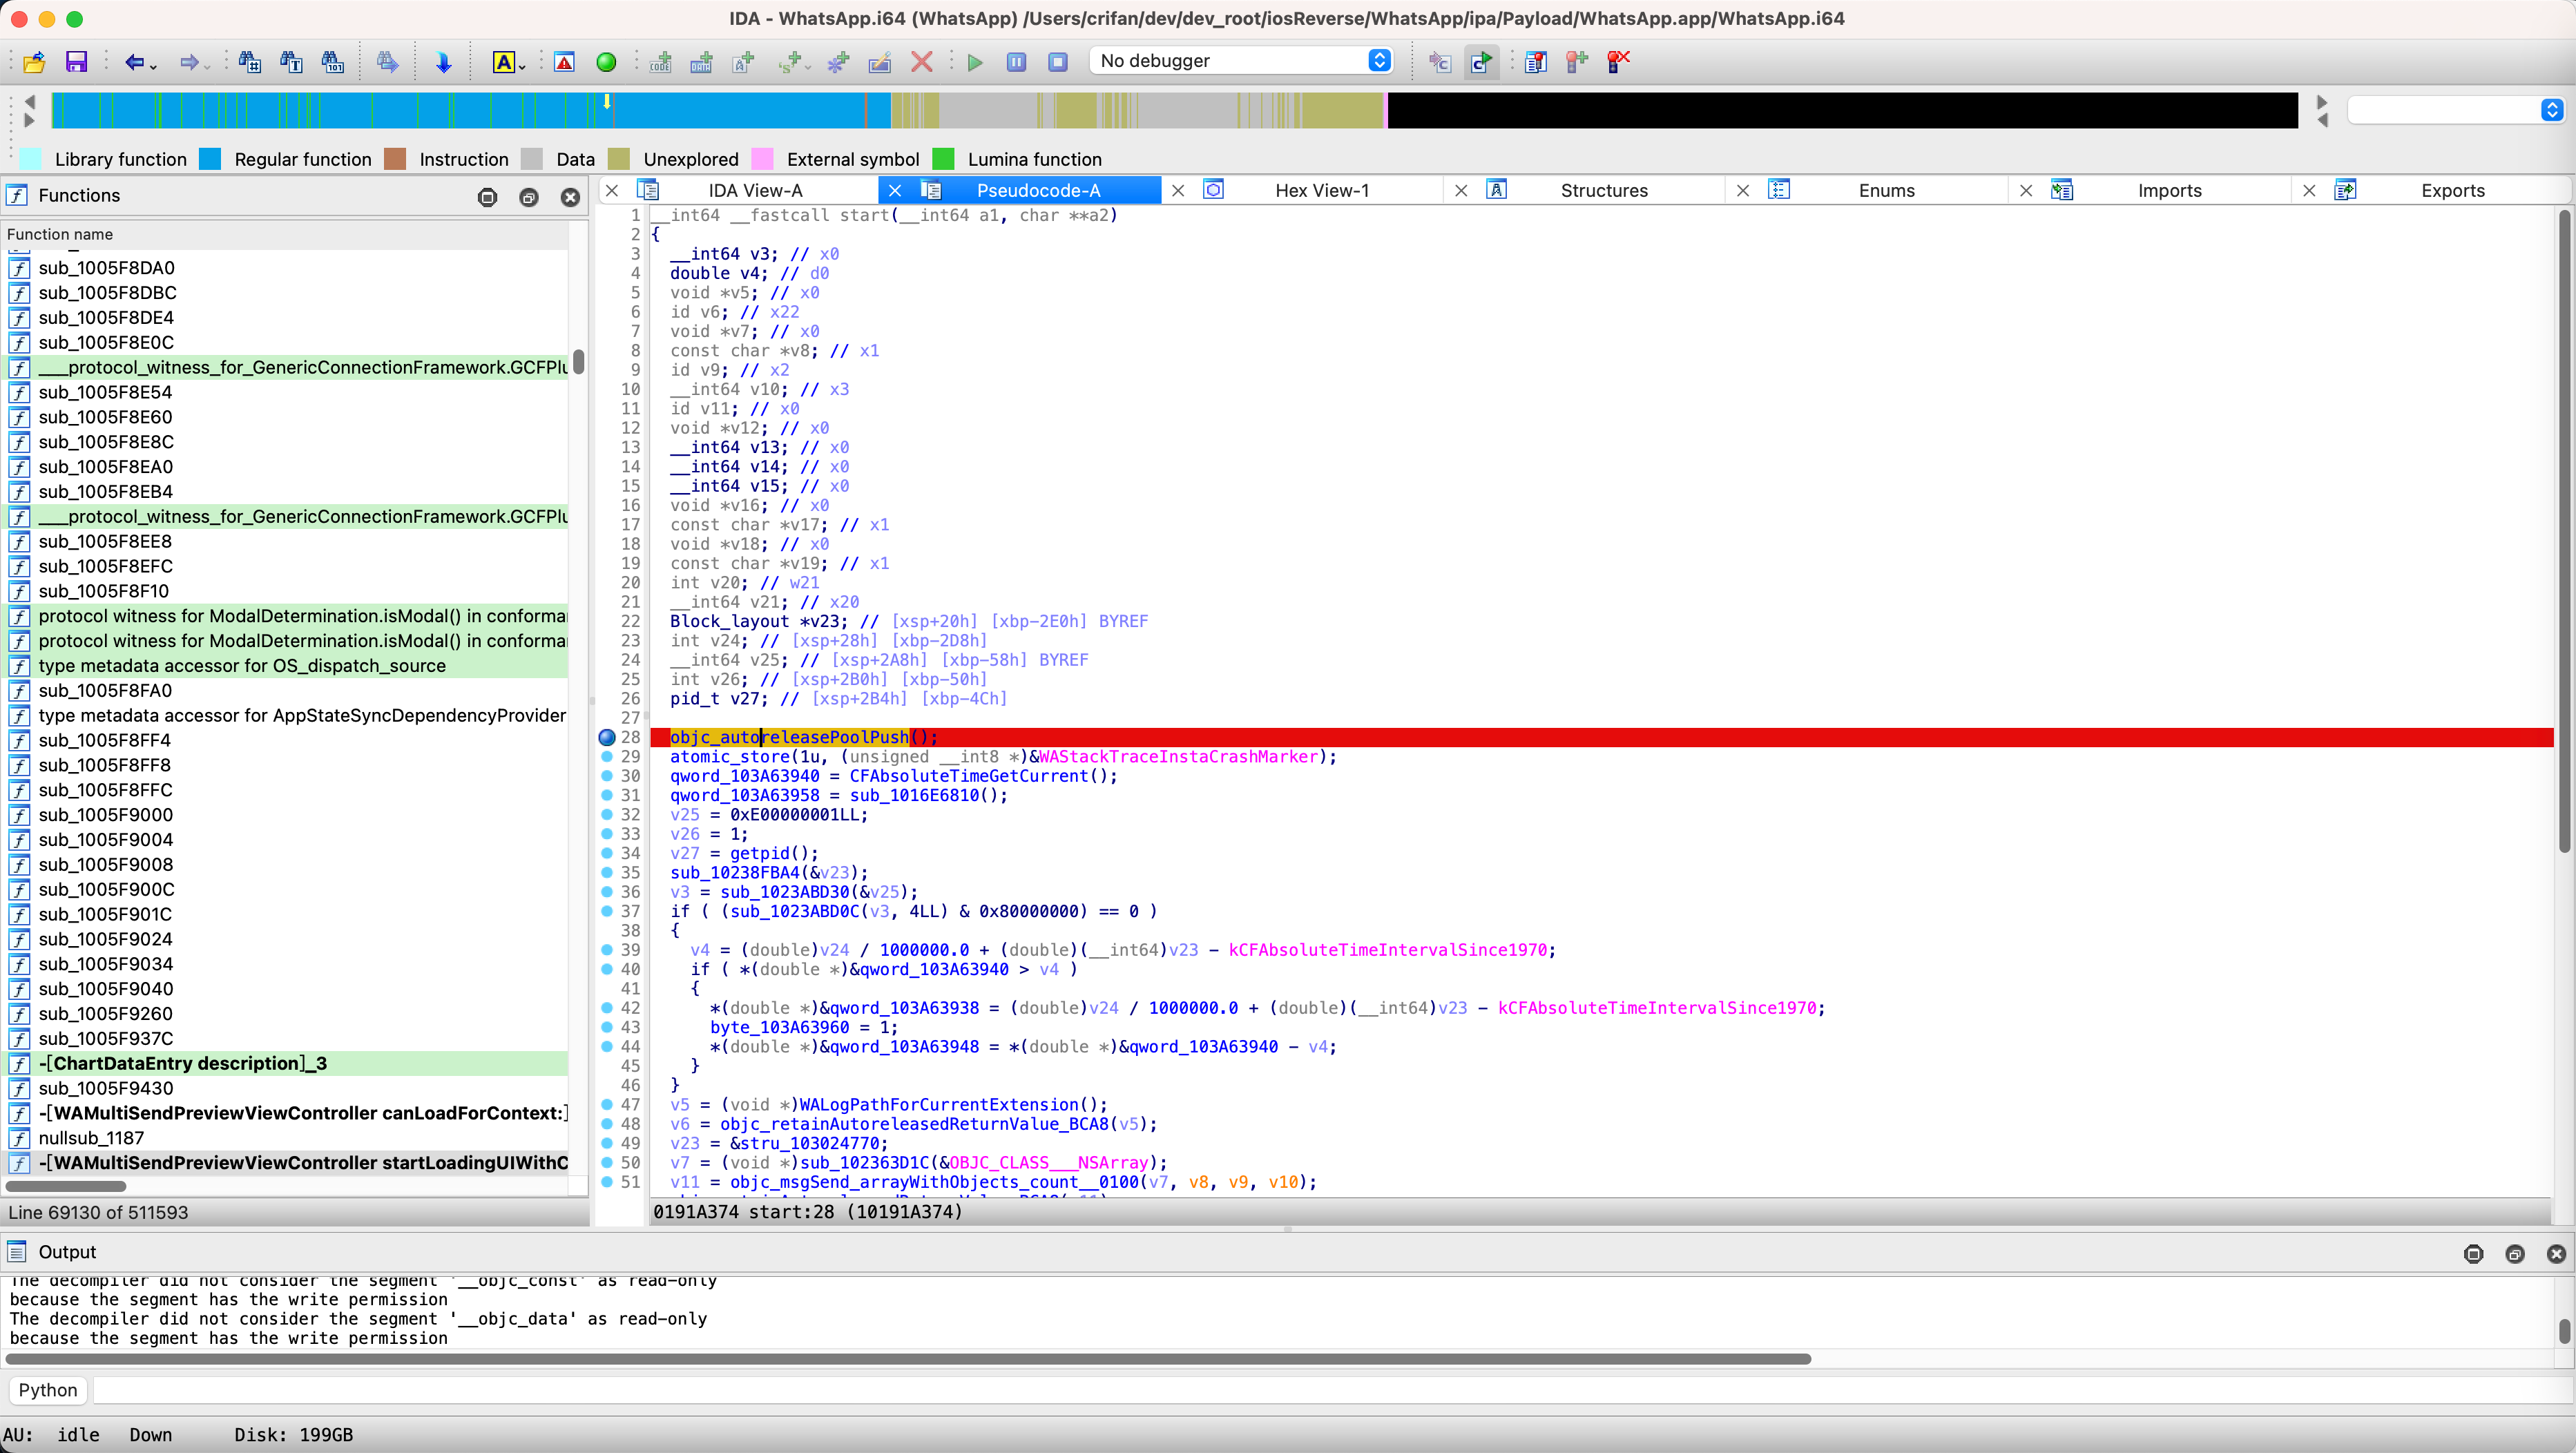 IDA - WhatsApp.i64 (WhatsApp) /Users/crifan/dev/dev_root/iosReverse/WhatsApp/ipa/Payload/WhatsApp.app/WhatsApp.i64
No debugger
Library function Regular function Instruction Data Unexplored External symbol Lumina function
Functions
IDA View-A Pseudocode-A Hex View-1 Structures Enums Imports Exports
Function name
sub_1005F8DA0
sub_1005F8DBC
sub_1005F8DE4
sub_1005F8E0C
___protocol_witness_for_GenericConnectionFramework.GCFPlu
sub_1005F8E54
sub_1005F8E60
sub_1005F8E8C
sub_1005F8EA0
sub_1005F8EB4
___protocol_witness_for_GenericConnectionFramework.GCFPlu
sub_1005F8EE8
sub_1005F8EFC
sub_1005F8F10
protocol witness for ModalDetermination.isModal() in conforma
protocol witness for ModalDetermination.isModal() in conforma
type metadata accessor for OS_dispatch_source
sub_1005F8FA0
type metadata accessor for AppStateSyncDependencyProvider
sub_1005F8FF4
sub_1005F8FF8
sub_1005F8FFC
sub_1005F9000
sub_1005F9004
sub_1005F9008
sub_1005F900C
sub_1005F901C
sub_1005F9024
sub_1005F9034
sub_1005F9040
sub_1005F9260
sub_1005F937C
-[ChartDataEntry description]_3
sub_1005F9430
-[WAMultiSendPreviewViewController canLoadForContext:]
nullsub_1187
-[WAMultiSendPreviewViewController startLoadingUIWithC
Line 69130 of 511593
1 __int64 __fastcall start(__int64 a1, char **a2)
2 {
3 __int64 v3; // x0
4 double v4; // d0
5 void *v5; // x0
6 id v6; // x22
7 void *v7; // x0
8 const char *v8; // x1
9 id v9; // x2
10 __int64 v10; // x3
11 id v11; // x0
12 void *v12; // x0
13 __int64 v13; // x0
14 __int64 v14; // x0
15 __int64 v15; // x0
16 void *v16; // x0
17 const char *v17; // x1
18 void *v18; // x0
19 const char *v19; // x1
20 int v20; // w21
21 __int64 v21; // x20
22 Block_layout *v23; // [xsp+20h] [xbp-2E0h] BYREF
23 int v24; // [xsp+28h] [xbp-2D8h]
24 __int64 v25; // [xsp+2A8h] [xbp-58h] BYREF
25 int v26; // [xsp+2B0h] [xbp-50h]
26 pid_t v27; // [xsp+2B4h] [xbp-4Ch]
27
28 objc_autoreleasePoolPush();
29 atomic_store(1u, (unsigned __int8 *)&WAStackTraceInstaCrashMarker);
30 qword_103A63940 = CFAbsoluteTimeGetCurrent();
31 qword_103A63958 = sub_1016E6810();
32 v25 = 0xE00000001LL;
33 v26 = 1;
34 v27 = getpid();
35 sub_10238FBA4(&v23);
36 v3 = sub_1023ABD30(&v25);
37 if ( (sub_1023ABD0C(v3, 4LL) & 0x80000000) == 0 )
38 {
39 v4 = (double)v24 / 1000000.0 + (double)(__int64)v23 - kCFAbsoluteTimeIntervalSince1970;
40 if ( *(double *)&qword_103A63940 > v4 )
41 {
42 *(double *)&qword_103A63938 = (double)v24 / 1000000.0 + (double)(__int64)v23 - kCFAbsoluteTimeIntervalSince1970;
43 byte_103A63960 = 1;
44 *(double *)&qword_103A63948 = *(double *)&qword_103A63940 - v4;
45 }
46 }
47 v5 = (void *)WALogPathForCurrentExtension();
48 v6 = objc_retainAutoreleasedReturnValue_BCA8(v5);
49 v23 = &stru_103024770;
50 v7 = (void *)sub_102363D1C(&OBJC_CLASS___NSArray);
51 v11 = objc_msgSend_arrayWithObjects_count__0100(v7, v8, v9, v10);
0191A374 start:28 (10191A374)
Output
The decompiler did not consider the segment '__objc_const' as read-only
because the segment has the write permission
The decompiler did not consider the segment '__objc_data' as read-only
because the segment has the write permission
Python
AU: idle Down Disk: 199GB